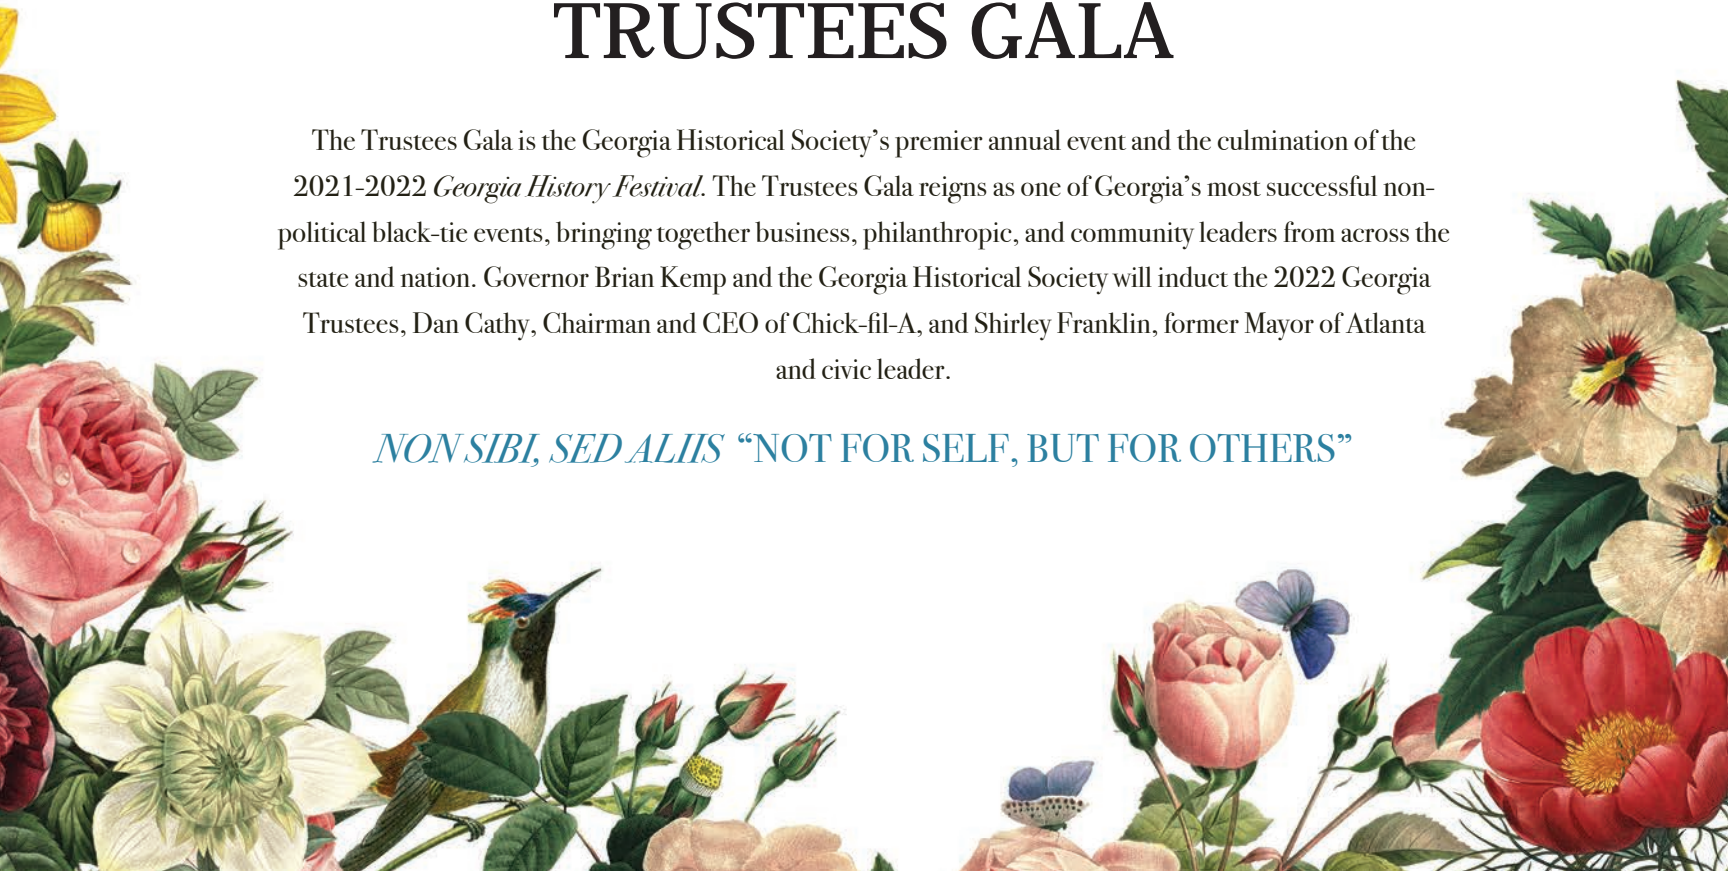 TRUSTEES GALA
The Trustees Gala is the Georgia Historical Society’s premier annual event and the culmination of the
2021-2022 Georgia History Festival. The Trustees Gala reigns as one of Georgia’s most successful non-
political black-tie events, bringing together business, philanthropic, and community leaders from across the
state and nation. Governor Brian Kemp and the Georgia Historical Society will induct the 2022 Georgia
Trustees, Dan Cathy, Chairman and CEO of Chick-fil-A, and Shirley Franklin, former Mayor of Atlanta
and civic leader.
NON SIBI, SED ALIIS “NOT FOR SELF, BUT FOR OTHERS”